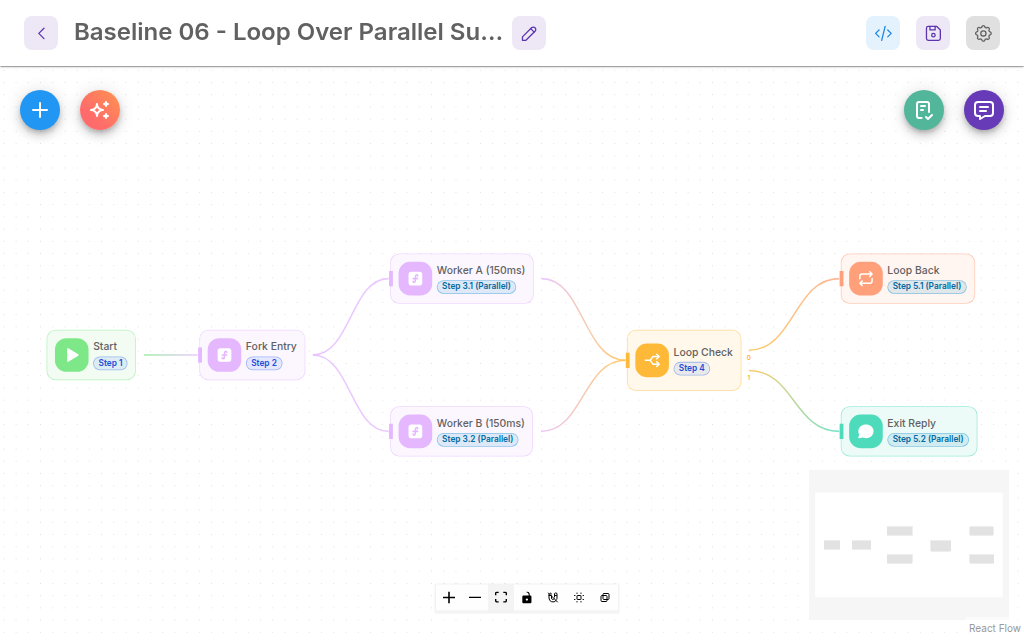 Baseline 06 - Loop Over Parallel Su...
Worker A (150ms)
Step 3.1 (Parallel)
Loop Back
Step 5.1 (Parallel)
Start
Step 1
Fork Entry
Step 2
Loop Check
Step 4
0
1
Worker B (150ms)
Step 3.2 (Parallel)
Exit Reply
Step 5.2 (Parallel)
React Flow